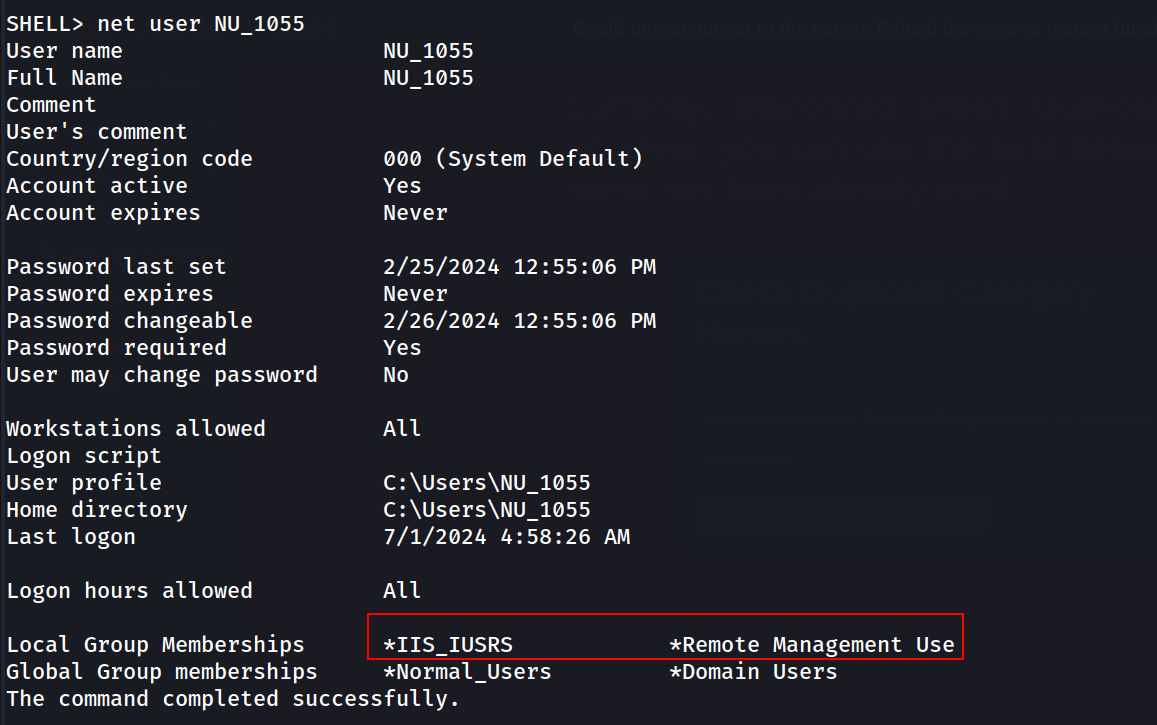 Could not reconnect to the server. Reload the page to restore
SHELL> net user NU_1055
User name NU_1055
Full Name NU_1055
Comment
User's comment
Country/region code 000 (System Default)
Account active Yes
Account expires Never
Password last set 2/25/2024 12:55:06 PM
Password expires Never
Password changeable 2/26/2024 12:55:06 PM
Password required Yes
User may change password No
Workstations allowed All
Logon script
User profile C:\Users\NU_1055
Home directory C:\Users\NU_1055
Last logon 7/1/2024 4:58:26 AM
Logon hours allowed All
Local Group Memberships *IIS_IUSRS *Remote Management Use
Global Group memberships *Normal_Users *Domain Users
The command completed successfully.